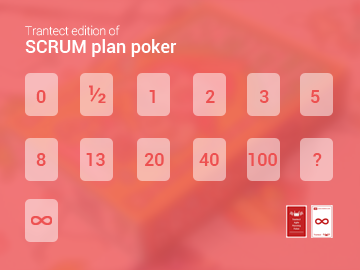 Trantect edition of
SCRUM plan poker
0 ½ 1 2 3 5
8 13 20 40 100 ?
∞
∞